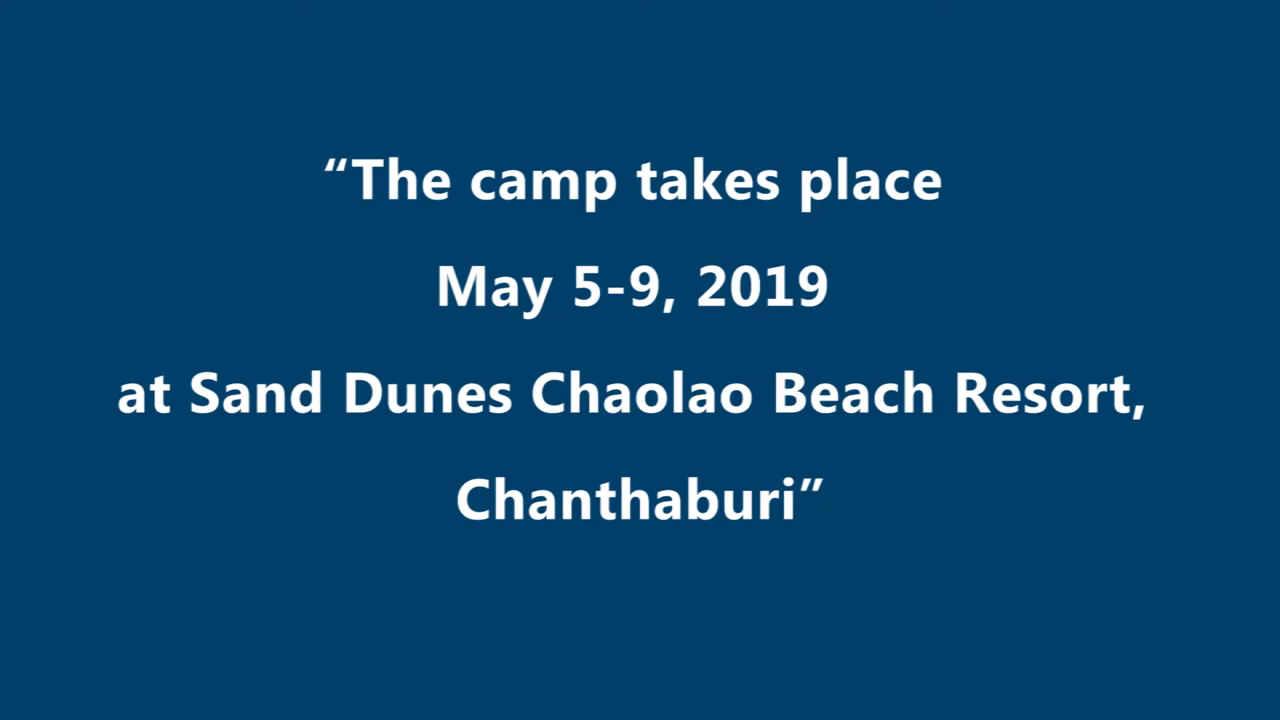 “The camp takes place
May 5-9, 2019
at Sand Dunes Chaolao Beach Resort,
Chanthaburi”